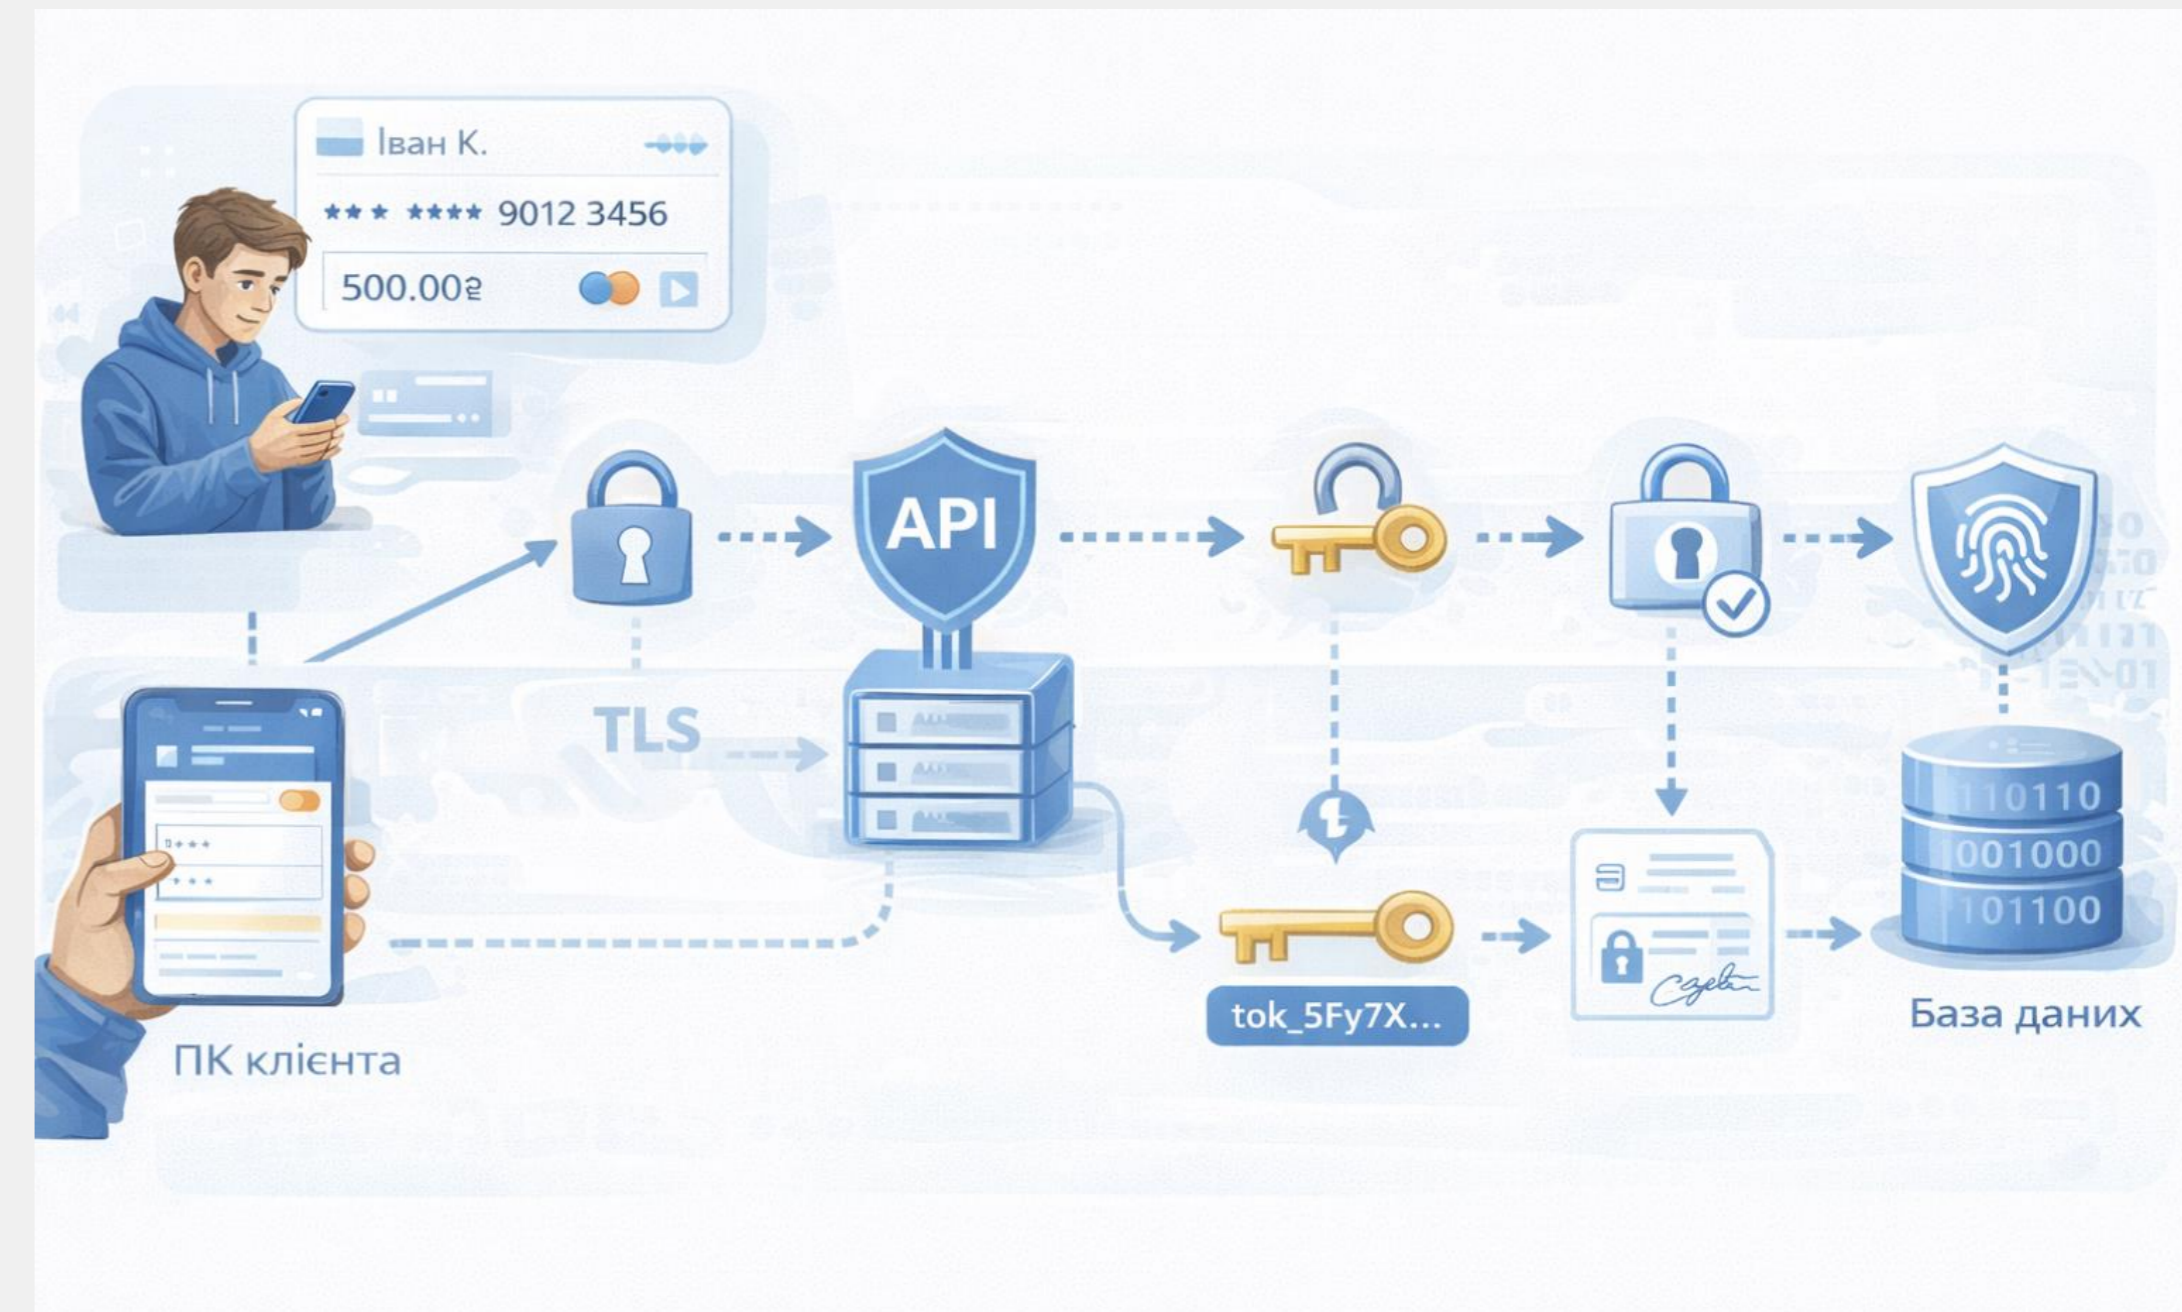 Іван К.
*** **** 9012 3456
500.00₴
API
TLS
tok_5Fy7X...
110110
001000
101100
База даних
ПК клієнта